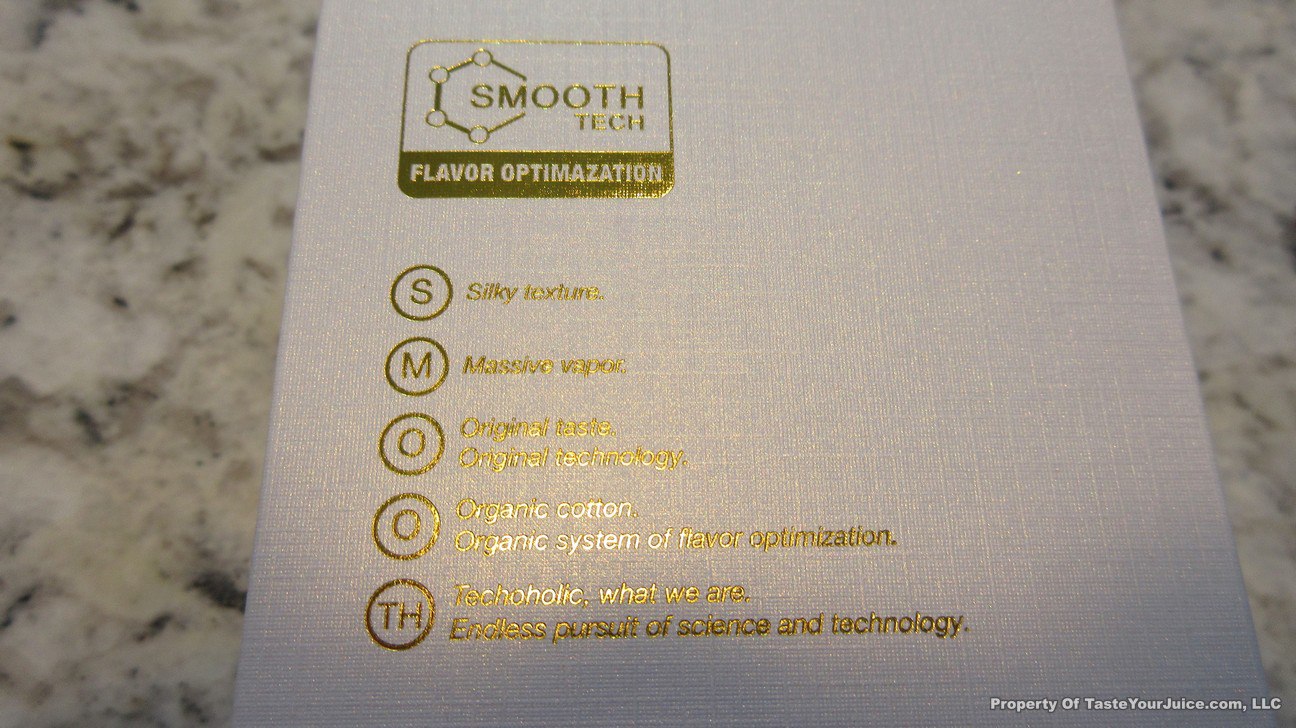 SMOOTH
TECH
FLAVOR OPTIMAZATION
S Silky texture.
M Massive vapor.
O Original taste.
Original technology.
O Organic cotton.
Organic system of flavor optimization.
TH Techoholic, what we are.
Endless pursuit of science and technology.
Property Of TasteYourJuice.com, LLC